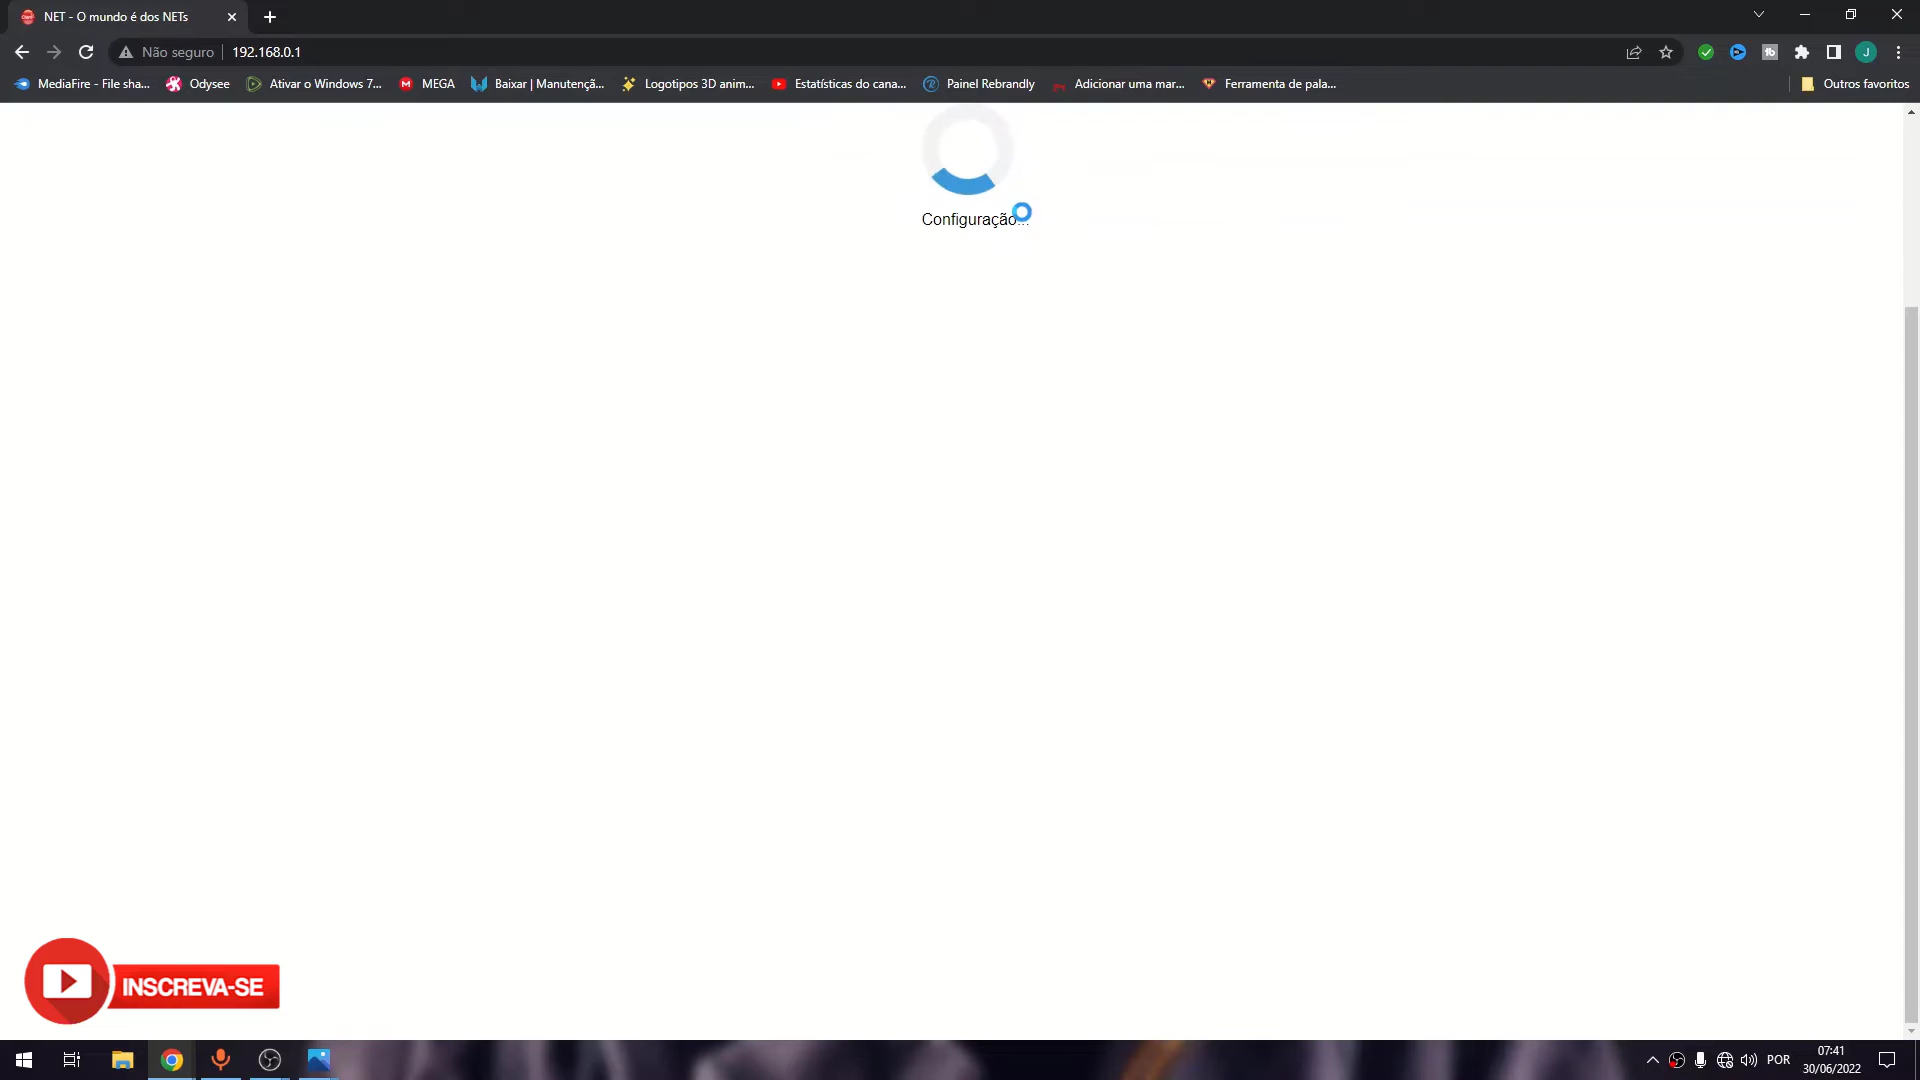 NET - O mundo é dos NETs
Não seguro
192.168.0.1
MediaFire - File sha...
Odysee
Ativar o Windows 7...
MEGA
Baixar | Manutençã...
Logotipos 3D anim...
Estatísticas do cana...
Painel Rebrandly
Adicionar uma mar...
Ferramenta de pala...
Outros favoritos
Configuração...
INSCREVA-SE
POR
07:41
30/06/2022